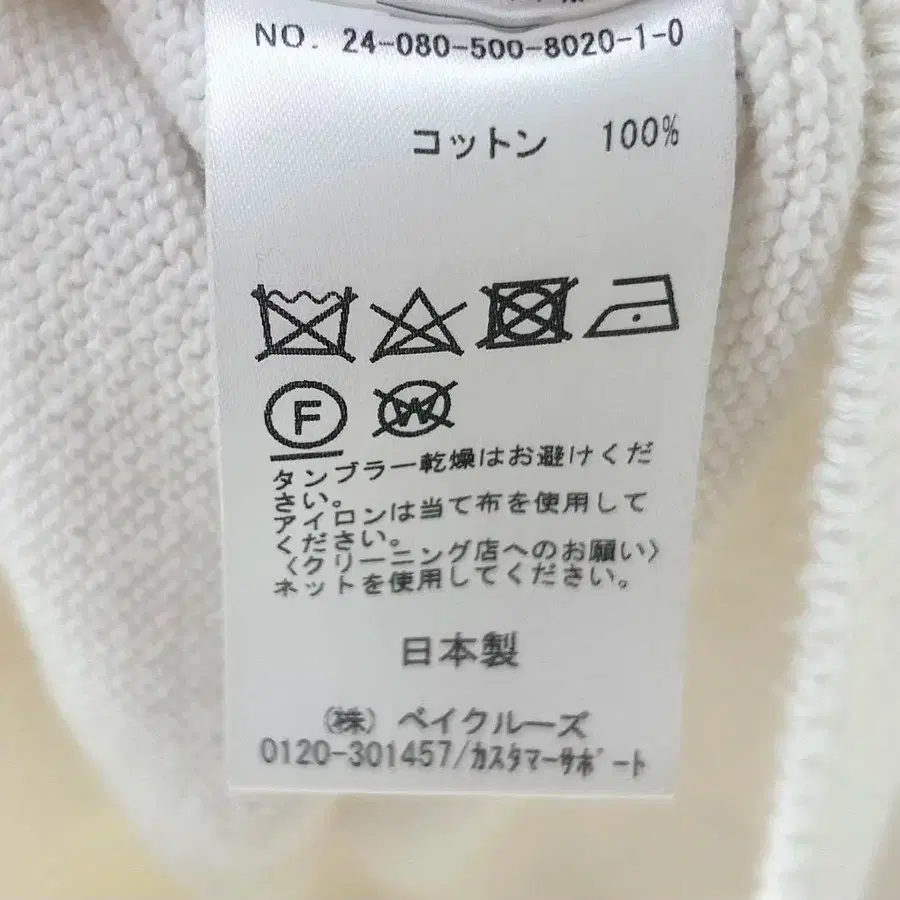 NO. 24-080-500-8020-1-0
コットン 100%
F
W
タンブラー乾燥はお避けくだ
さい。
アイロンは当て布を使用して
ください。
〈クリーニング店へのお願い〉
ネットを使用してください。
日本製
(株) ベイクルーズ
0120-301457/カスタマーサポート